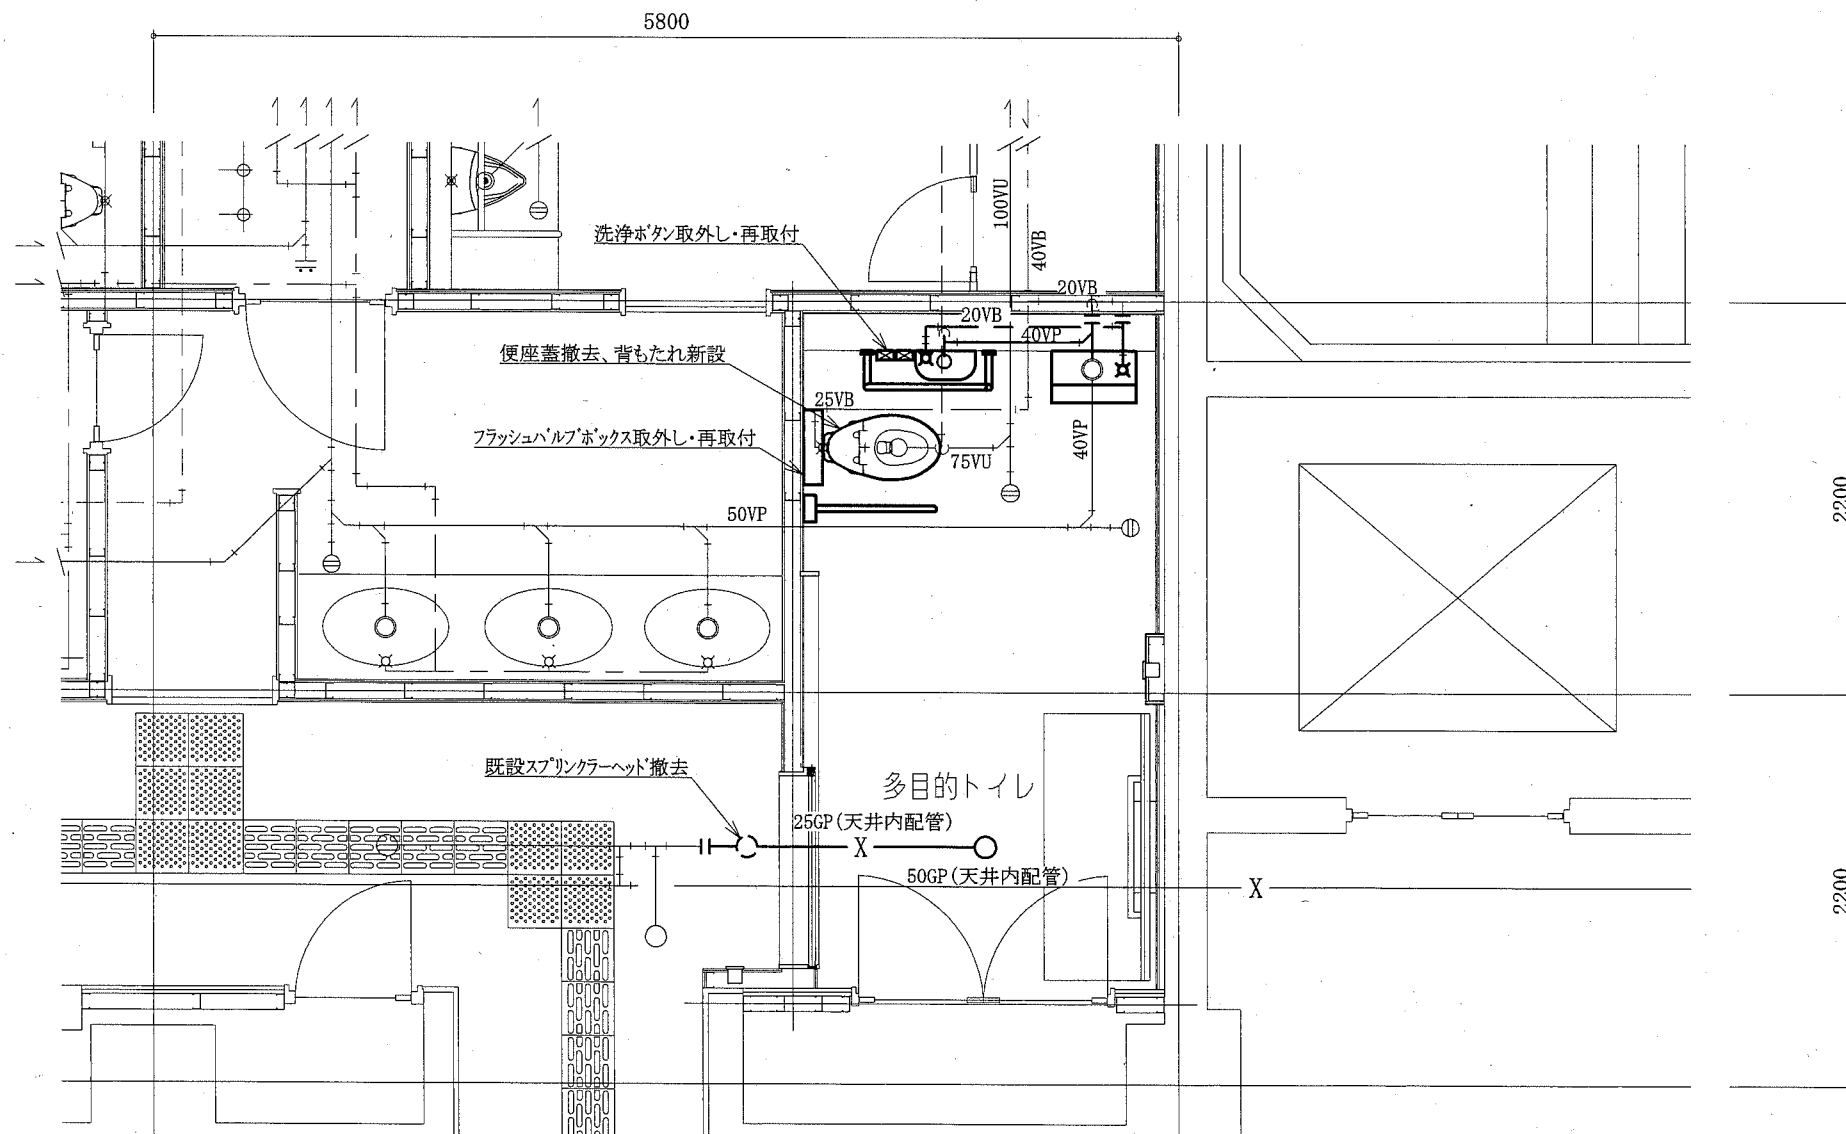 5800
100VU
洗浄ボタン取外し・再取付
40VB
20VB
20VB
40VP
便座蓋撤去、背もたれ新設
25VB
フラッシュバルブボックス取外し・再取付
40VP
75VU
2200
50VP
既設スプリンクラーヘッド撤去
多目的トイレ
25GP(天井内配管)
X
50GP(天井内配管)
X
2200